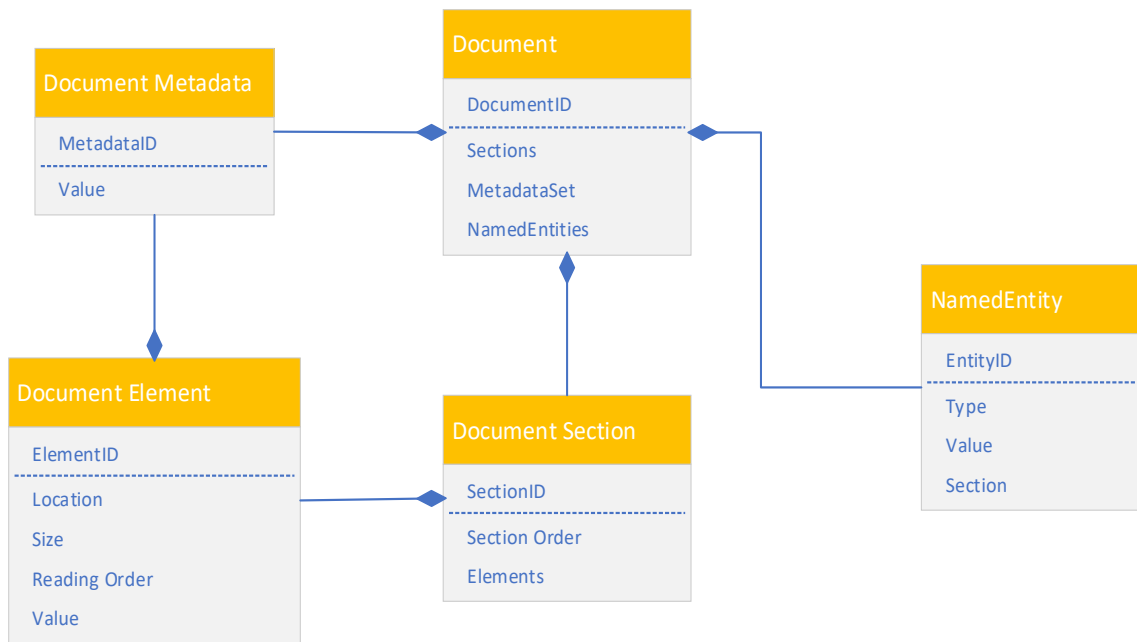 Document
DocumentID
Sections
MetadataSet
NamedEntities
Document Metadata
MetadataID
Value
NamedEntity
EntityID
Type
Value
Section
Document Element
ElementID
Location
Size
Reading Order
Value
Document Section
SectionID
Section Order
Elements